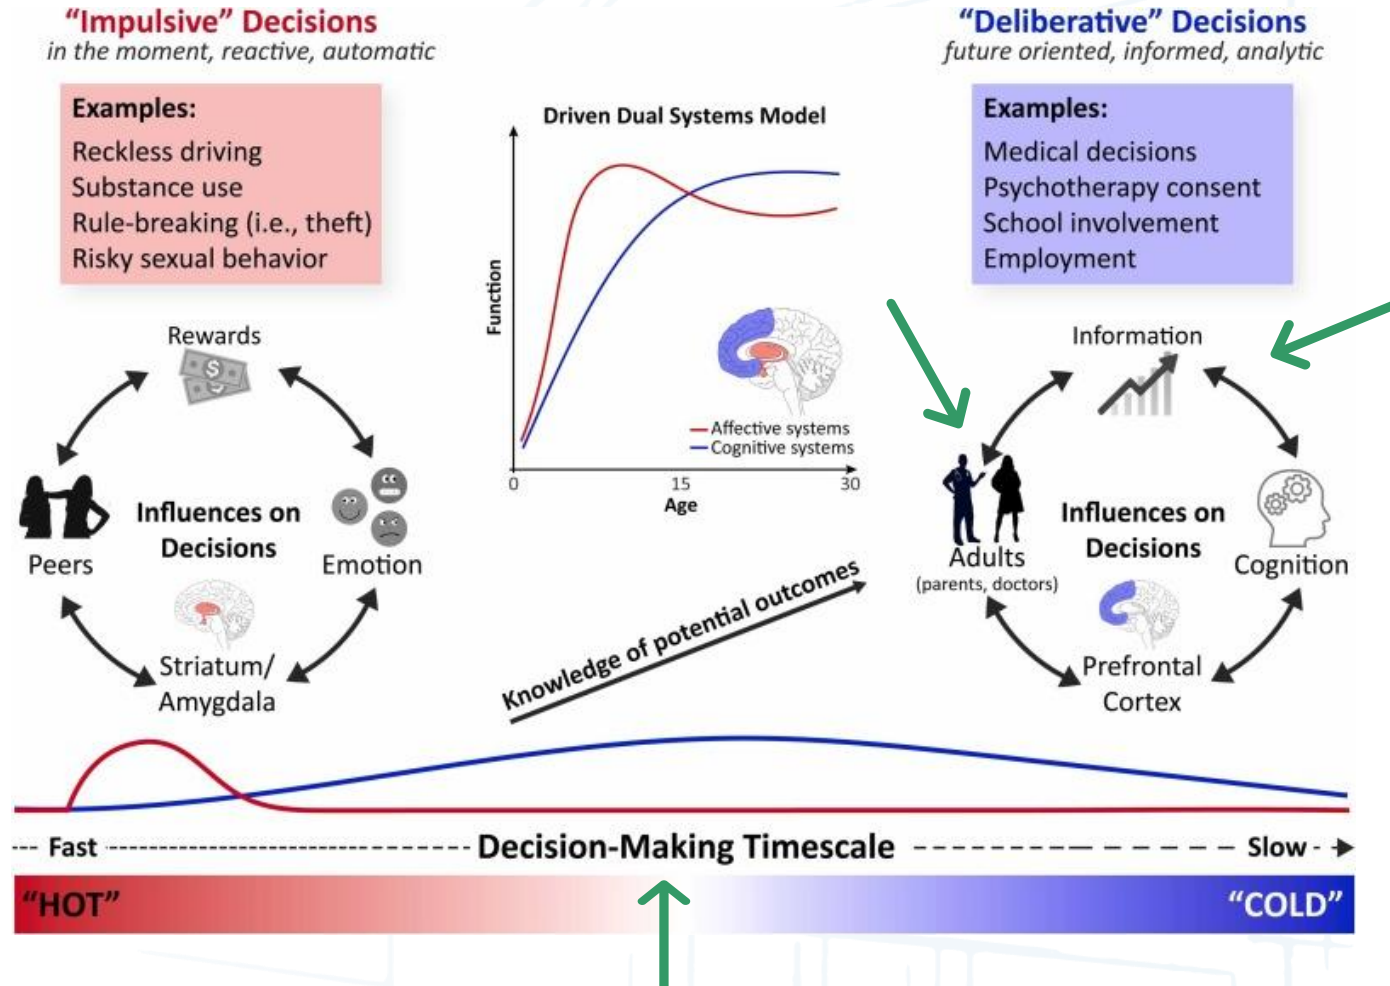 “Impulsive” Decisions
in the moment, reactive, automatic
Examples:
Reckless driving
Substance use
Rule-breaking (i.e., theft)
Risky sexual behavior
Rewards
Peers
Influences on
Decisions
Emotion
Striatum/
Amygdala
Driven Dual Systems Model
Function
Affective systems
Cognitive systems
0 15 30
Age
Knowledge of potential outcomes
“Deliberative” Decisions
future oriented, informed, analytic
Examples:
Medical decisions
Psychotherapy consent
School involvement
Employment
Information
Adults
(parents, doctors)
Influences on
Decisions
Cognition
Prefrontal
Cortex
Fast Decision-Making Timescale Slow
“HOT” “COLD”